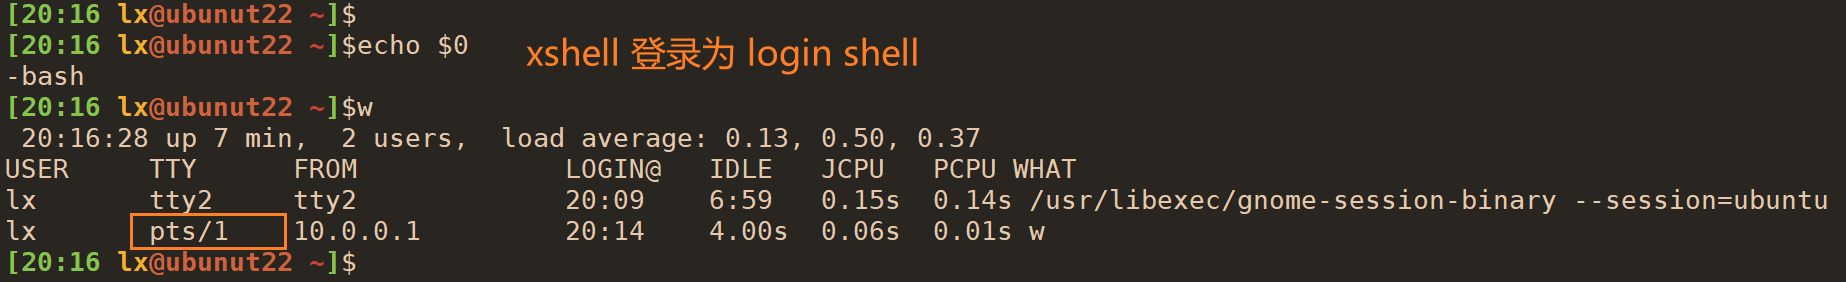 [20:16 lx@ubunut22 ~]$
[20:16 lx@ubunut22 ~]$echo $0
xshell 登录为 login shell
-bash
[20:16 lx@ubunut22 ~]$w
 20:16:28 up 7 min,  2 users,  load average: 0.13, 0.50, 0.37
USER     TTY      FROM             LOGIN@   IDLE   JCPU   PCPU WHAT
lx       tty2     tty2             20:09    6:59   0.15s  0.14s /usr/libexec/gnome-session-binary --session=ubuntu
lx       pts/1    10.0.0.1         20:14    4.00s  0.06s  0.01s w
[20:16 lx@ubunut22 ~]$